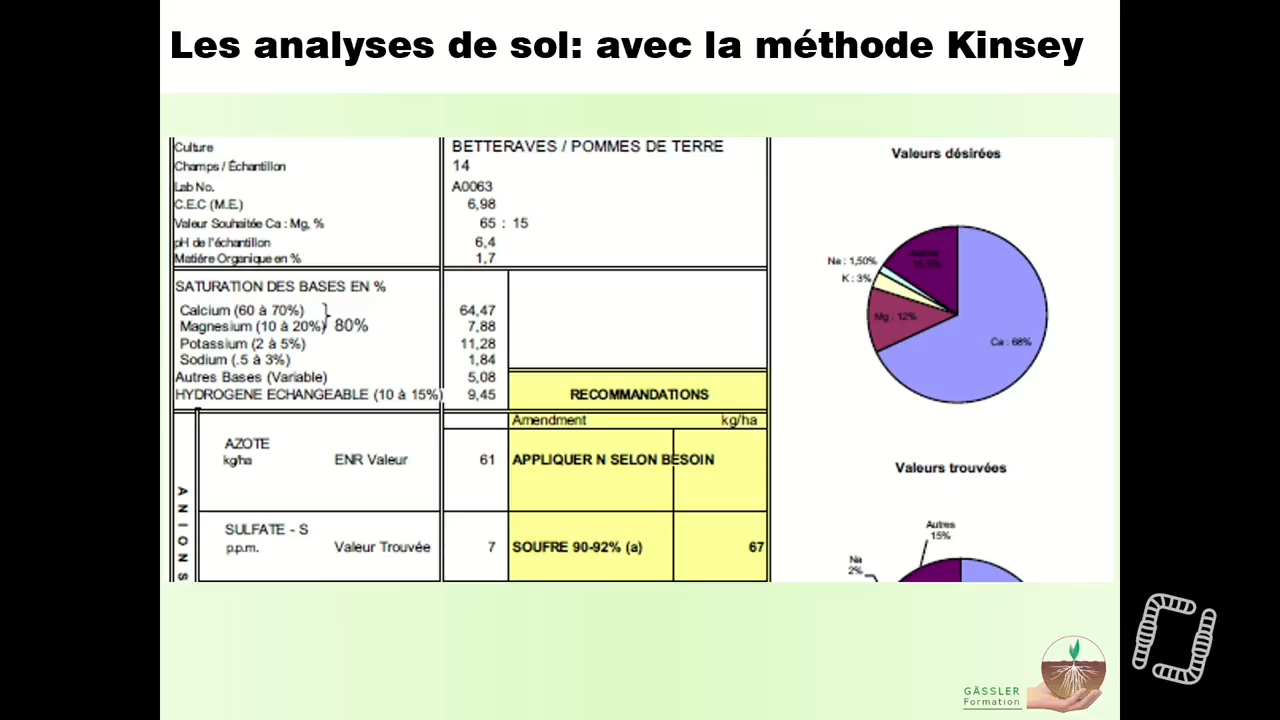 Les analyses de sol: avec la méthode Kinsey
Culture BETTERAVES / POMMES DE TERRE
Champs / Échantillon 14
Lab No. A0063
C.E.C (M.E.) 6,98
Valeur Souhaitée Ca : Mg, % 65 : 15
pH de l'échantillon 6,4
Matiére Organique en % 1,7
SATURATION DES BASES EN %
Calcium (60 à 70%) 64,47
Magnesium (10 à 20%) } 80% 7,88
Potassium (2 à 5%) 11,28
Sodium (.5 à 3%) 1,84
Autres Bases (Variable) 5,08
HYDROGENE ECHANGEABLE (10 à 15%) 9,45
RECOMMANDATIONS
Amendment kg/ha
ANIONS
AZOTE
kg/ha ENR Valeur 61 APPLIQUER N SELON BESOIN
SULFATE - S
p.p.m. Valeur Trouvée 7 SOUFRE 90-92% (a) 67
Valeurs désirées
Na : 1,50%
K : 3%
Mg : 12%
Ca : 68%
Valeurs trouvées
Autres
15%
Na
2%
GÄSSLER
Formation